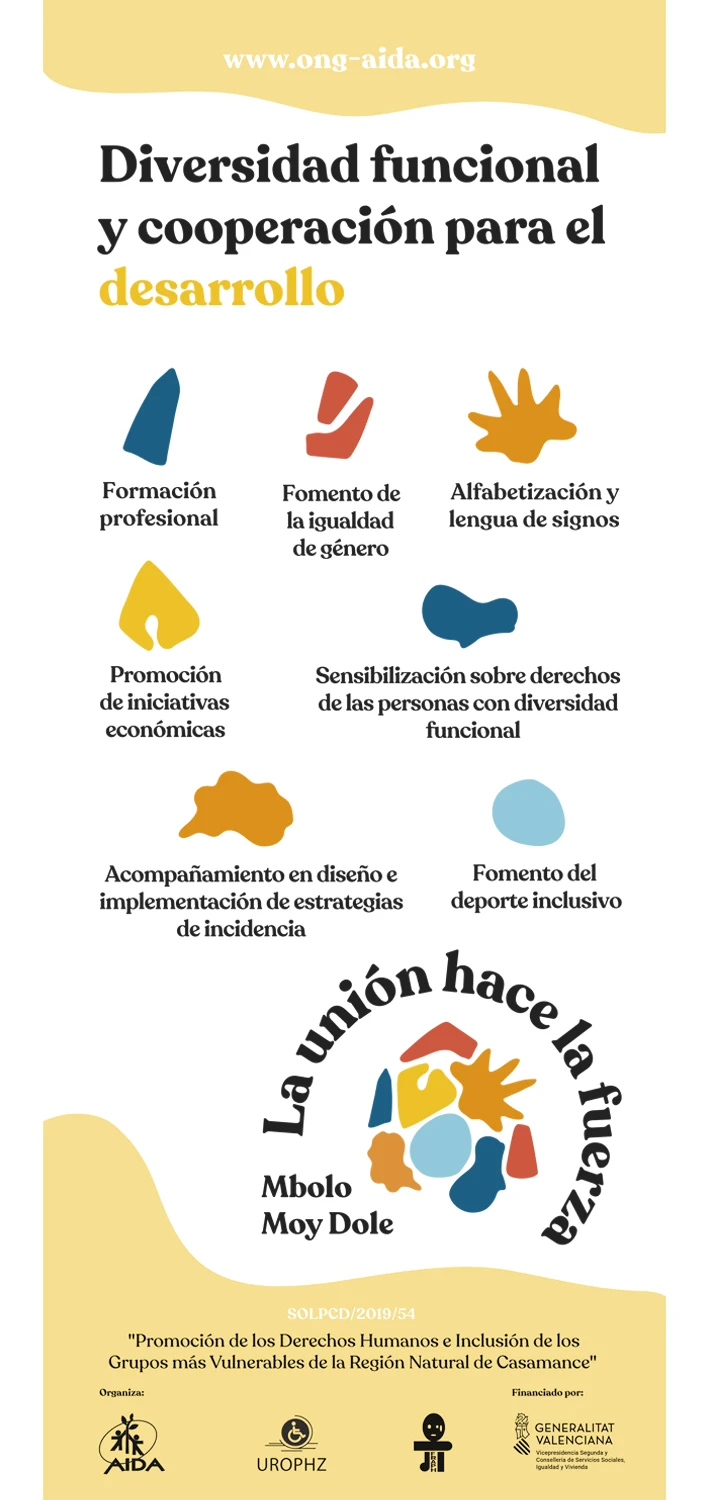 www.ong-aida.org
Diversidad funcional
y cooperación para el
desarrollo
Formación
profesional
Fomento de
la igualdad
de género
Alfabetización y
lengua de signos
Promoción
de iniciativas
económicas
Sensibilización sobre derechos
de las personas con diversidad
funcional
Acompañamiento en diseño e
implementación de estrategias
de incidencia
Fomento del
deporte inclusivo
La unión hace la fuerza
Mbolo
Moy Dole
SOLPCD/2019/54
"Promoción de los Derechos Humanos e Inclusión de los
Grupos más Vulnerables de la Región Natural de Casamance"
Organiza:
Financiado por:
AIDA
UROPHZ
GENERALITAT
VALENCIANA
Vicepresidencia Segunda y
Conselleria de Servicios Sociales,
Igualdad y Vivienda